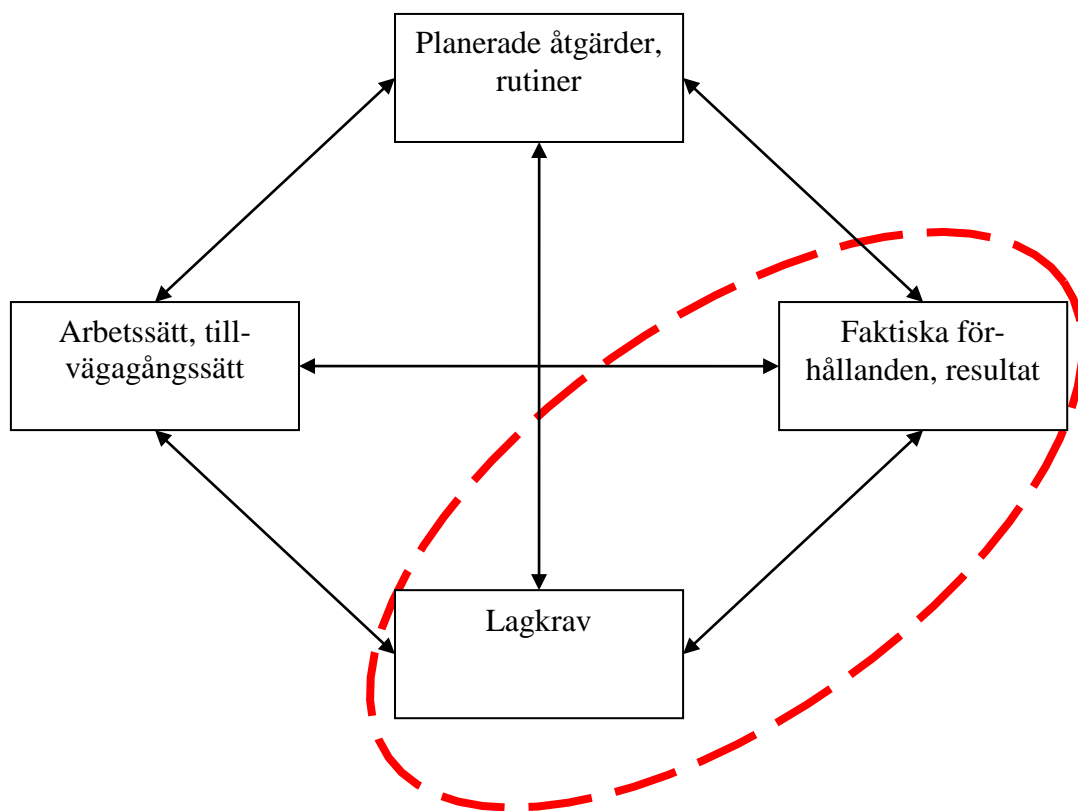 Planerade åtgärder,
rutiner
Arbetssätt, till-
vägagångssätt
Faktiska för-
hållanden, resultat
Lagkrav